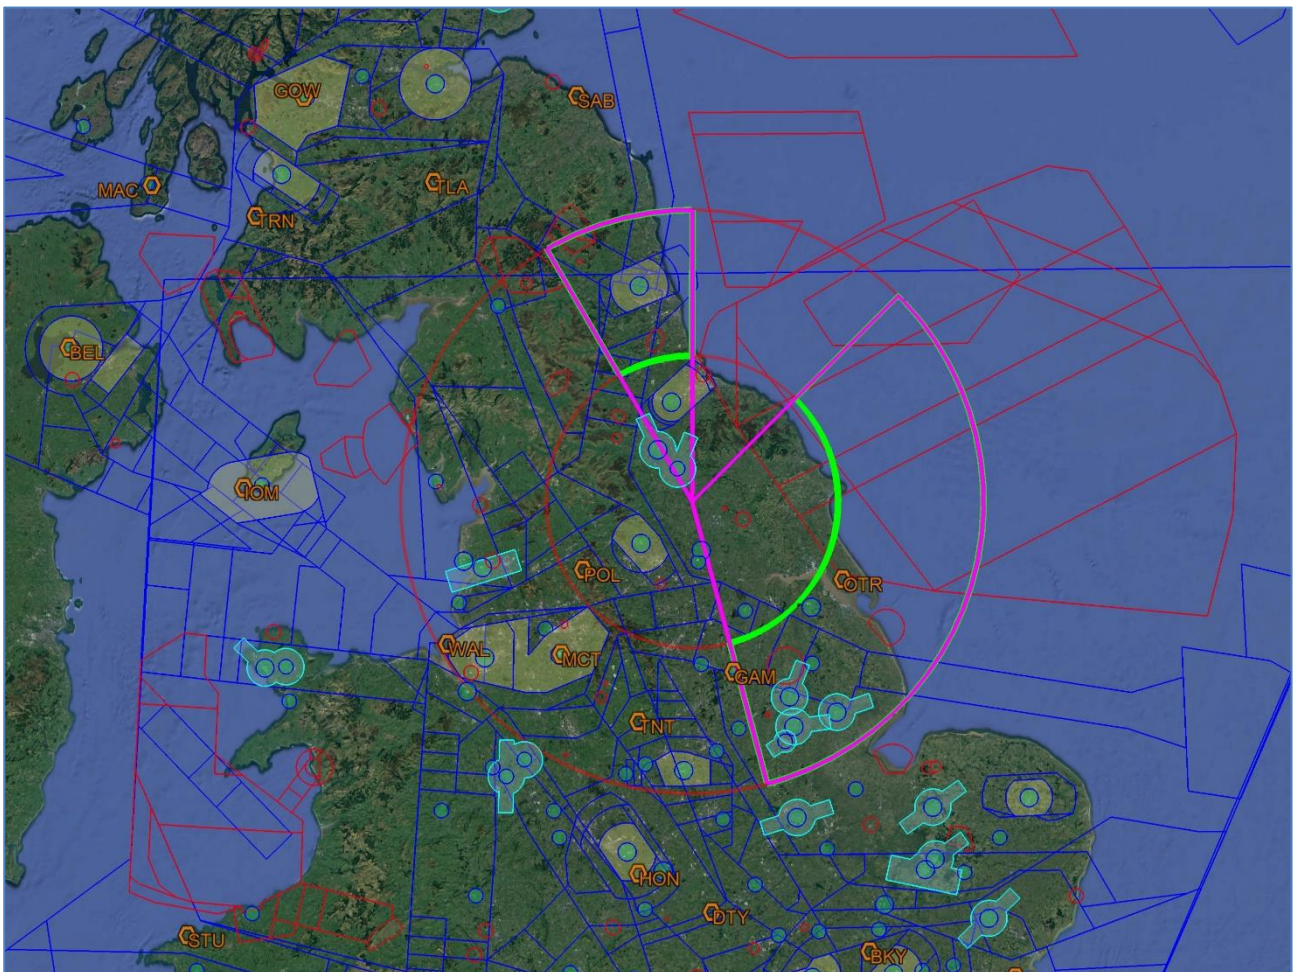 GOW
SAB
MAC
TLA
TRN
BEL
IOM
POL
OTR
WAL
MCT
GAM
TNT
HON
DTY
STU
BKY